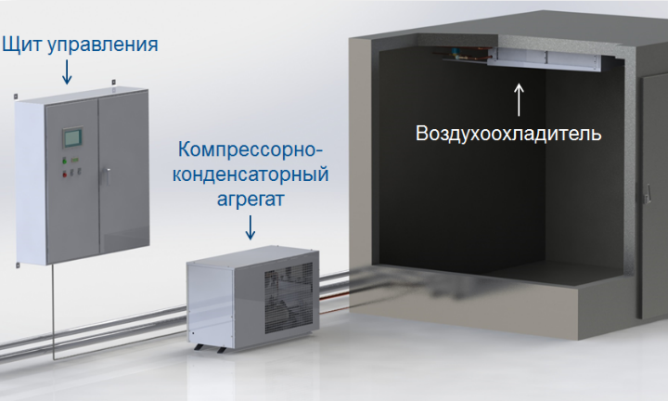 Щит управления
Воздухоохладитель
Компрессорно-
конденсаторный
агрегат